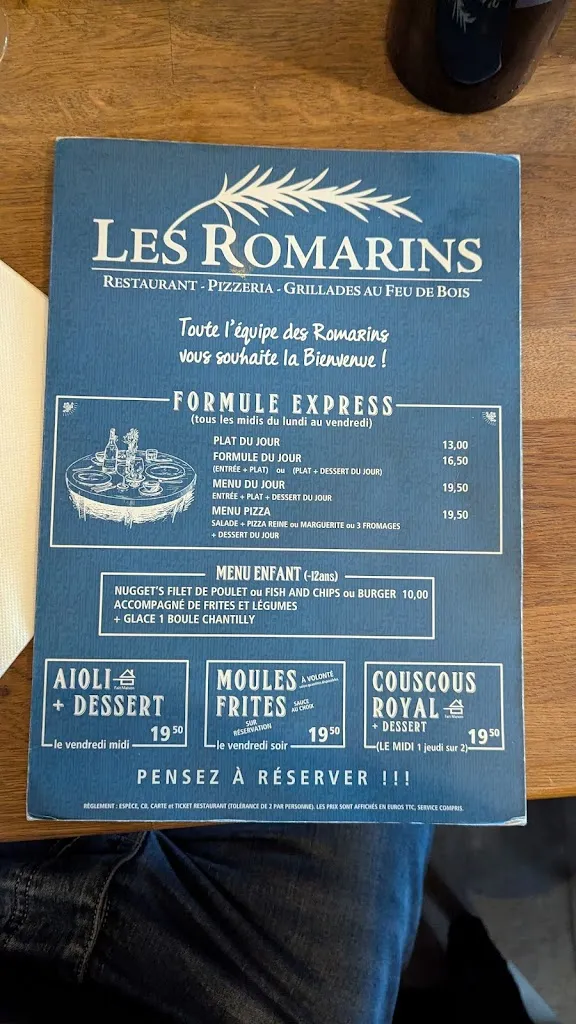 LES ROMARINS
RESTAURANT - PIZZERIA - GRILLADES AU FEU DE BOIS
Toute l'équipe des Romarins
vous souhaite la Bienvenue !
FORMULE EXPRESS
(tous les midis du lundi au vendredi)
PLAT DU JOUR 13,00
FORMULE DU JOUR 16,50
(ENTRÉE + PLAT) ou (PLAT + DESSERT DU JOUR)
MENU DU JOUR 19,50
ENTRÉE + PLAT + DESSERT DU JOUR
MENU PIZZA 19,50
SALADE + PIZZA REINE ou MARGUERITE ou 3 FROMAGES
+ DESSERT DU JOUR
MENU ENFANT (-12ans)
NUGGET'S FILET DE POULET ou FISH AND CHIPS ou BURGER 10,00
ACCOMPAGNÉ DE FRITES ET LÉGUMES
+ GLACE 1 BOULE CHANTILLY
AIOLI
Fait Maison
+ DESSERT
19 50
le vendredi midi
MOULES
À VOLONTÉ
FRITES
SAUCE
AU CHOIX
SUR
RÉSERVATION
19 50
le vendredi soir
COUSCOUS
ROYAL
Fait Maison
+ DESSERT
19 50
(LE MIDI 1 jeudi sur 2)
PENSEZ À RÉSERVER !!!
RÈGLEMENT : ESPÈCE, CB, CARTE et TICKET RESTAURANT (TOLÉRANCE DE 2 PAR PERSONNE). LES PRIX SONT AFFICHÉS EN EUROS TTC, SERVICE COMPRIS.